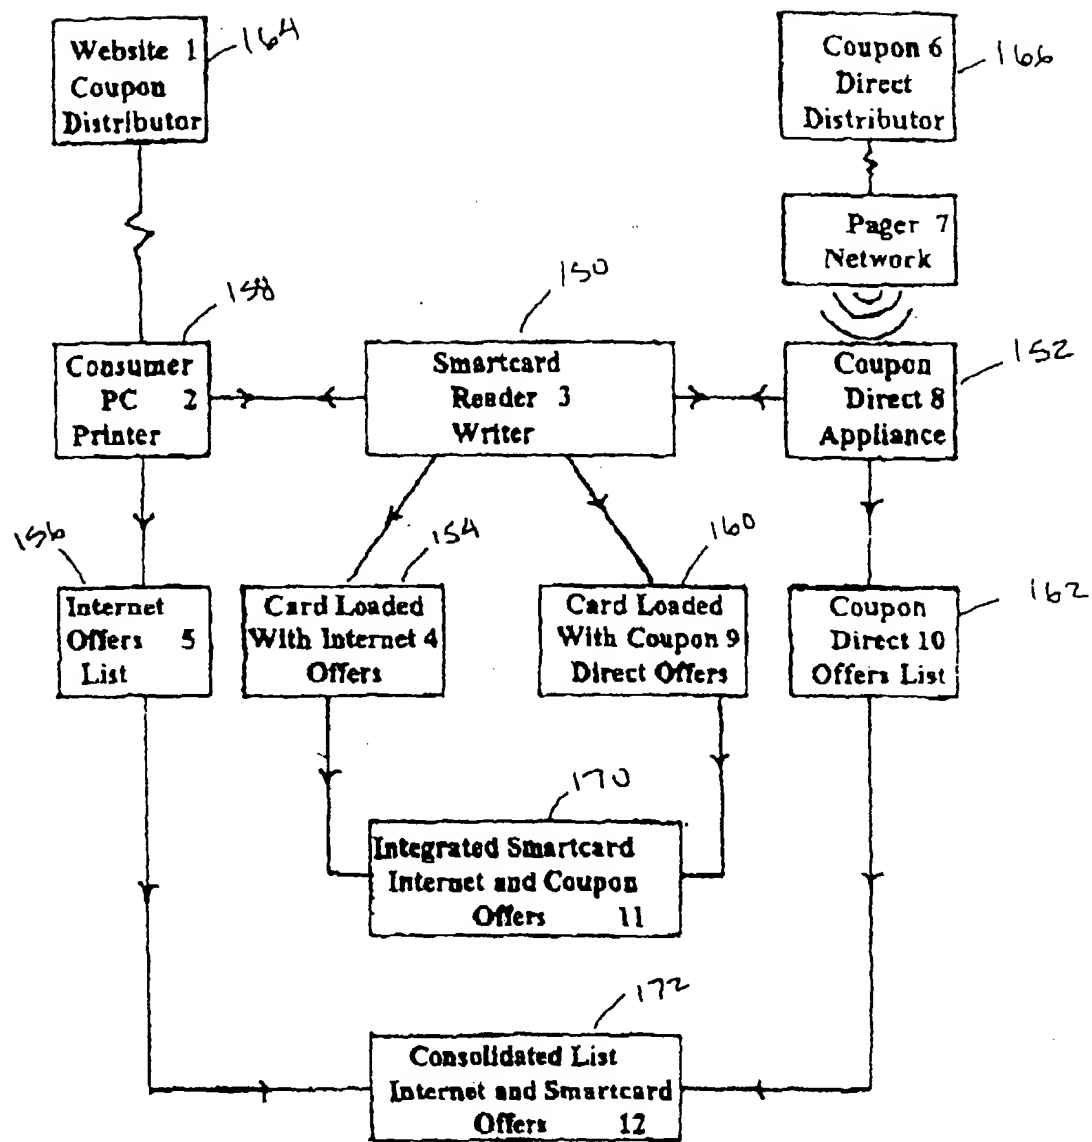 Website 1
Coupon
Distributor
164
Coupon 6
Direct
Distributor
166
Pager 7
Network
158
150
Consumer
PC 2
Printer
Smartcard
Reader 3
Writer
Coupon
Direct 8
Appliance
152
156
154
160
Internet
Offers 5
List
Card Loaded
With Internet 4
Offers
Card Loaded
With Coupon 9
Direct Offers
Coupon
Direct 10
Offers List
162
170
Integrated Smartcard
Internet and Coupon
Offers 11
172
Consolidated List
Internet and Smartcard
Offers 12